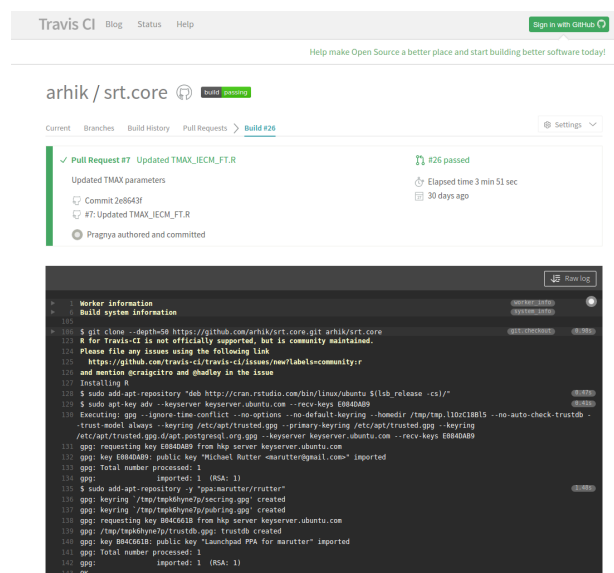 Travis CI Blog Status Help Sign in with GitHub
Help make Open Source a better place and start building better software today!
arhik / srt.core build passing
Current Branches Build History Pull Requests Build #26 Settings
Pull Request #7 Updated TMAX_IECM_FT.R #26 passed
Updated TMAX parameters Elapsed time 3 min 51 sec
30 days ago
Commit 2e8643f
#7: Updated TMAX_IECM_FT.R
Pragnya authored and committed
Raw log
1 Worker information worker_info
6 Build system information system_info
105
106 $ git clone --depth=50 https://github.com/arhik/srt.core.git arhik/srt.core git.checkout 0.90s
123 R for Travis-CI is not officially supported, but is community maintained.
124 Please file any issues using the following link
125 https://github.com/travis-ci/travis-ci/issues/new?labels=community:r
126 and mention @craigcitro and @hadley in the issue
127 Installing R
128 $ sudo add-apt-repository "deb http://cran.rstudio.com/bin/linux/ubuntu $(lsb_release -cs)/" 0.47s
129 $ sudo apt-key adv --keyserver keyserver.ubuntu.com --recv-keys E084DAB9 0.41s
130 Executing: gpg --ignore-time-conflict --no-options --no-default-keyring --homedir /tmp/tmp.l1OzC18Bl5 --no-auto-check-trustdb -
-trust-model always --keyring /etc/apt/trusted.gpg --primary-keyring /etc/apt/trusted.gpg --keyring
/etc/apt/trusted.gpg.d/apt.postgresql.org.gpg --keyserver keyserver.ubuntu.com --recv-keys E084DAB9
131 gpg: requesting key E084DAB9 from hkp server keyserver.ubuntu.com
132 gpg: key E084DAB9: public key "Michael Rutter <marutter@gmail.com>" imported
133 gpg: Total number processed: 1
134 gpg: imported: 1 (RSA: 1)
135 $ sudo add-apt-repository -y "ppa:marutter/rrutter" 1.40s
136 gpg: keyring `/tmp/tmpk6hyne7p/secring.gpg' created
137 gpg: keyring `/tmp/tmpk6hyne7p/pubring.gpg' created
138 gpg: requesting key B04C661B from hkp server keyserver.ubuntu.com
139 gpg: /tmp/tmpk6hyne7p/trustdb.gpg: trustdb created
140 gpg: key B04C661B: public key "Launchpad PPA for marutter" imported
141 gpg: Total number processed: 1
142 gpg: imported: 1 (RSA: 1)
143 OK